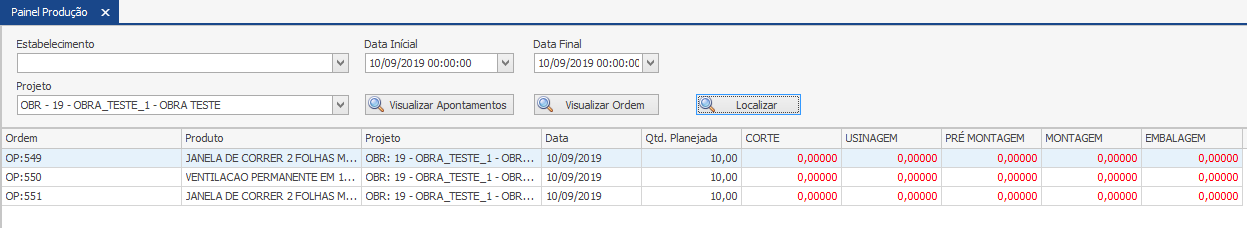 Painel Produção
Estabelecimento Data Inícial Data Final
10/09/2019 00:00:00 10/09/2019 00:00:00
Projeto
OBR - 19 - OBRA_TESTE_1 - OBRA TESTE Visualizar Apontamentos Visualizar Ordem Localizar
Ordem Produto Projeto Data Qtd. Planejada CORTE USINAGEM PRÉ MONTAGEM MONTAGEM EMBALAGEM
OP:549 JANELA DE CORRER 2 FOLHAS M... OBR: 19 - OBRA_TESTE_1 - OBR... 10/09/2019 10,00 0,00000 0,00000 0,00000 0,00000 0,00000
OP:550 VENTILACAO PERMANENTE EM 1... OBR: 19 - OBRA_TESTE_1 - OBR... 10/09/2019 10,00 0,00000 0,00000 0,00000 0,00000 0,00000
OP:551 JANELA DE CORRER 2 FOLHAS M... OBR: 19 - OBRA_TESTE_1 - OBR... 10/09/2019 10,00 0,00000 0,00000 0,00000 0,00000 0,00000